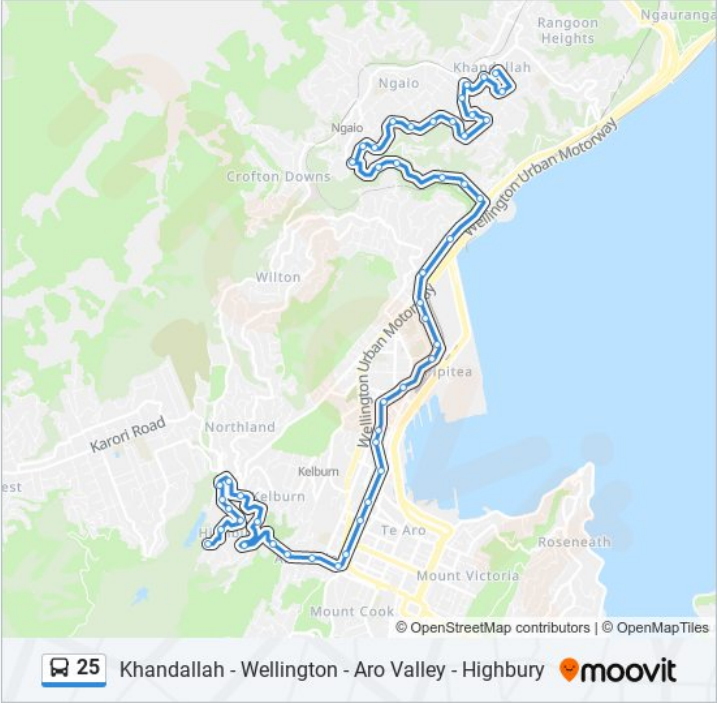 Ngauranga
Rangoon
Heights
Khandallah
Ngaio
Ngaio
Wellington Urban Motorway
Crofton Downs
Wilton
Wellington Urban Motorway
Pipitea
Karori Road
Northland
Kelburn
est
Kelburn
Te Aro
Roseneath
Mount Victoria
Mount Cook
© OpenStreetMap contributors | © OpenMapTiles
25 Khandallah - Wellington - Aro Valley - Highbury moovit